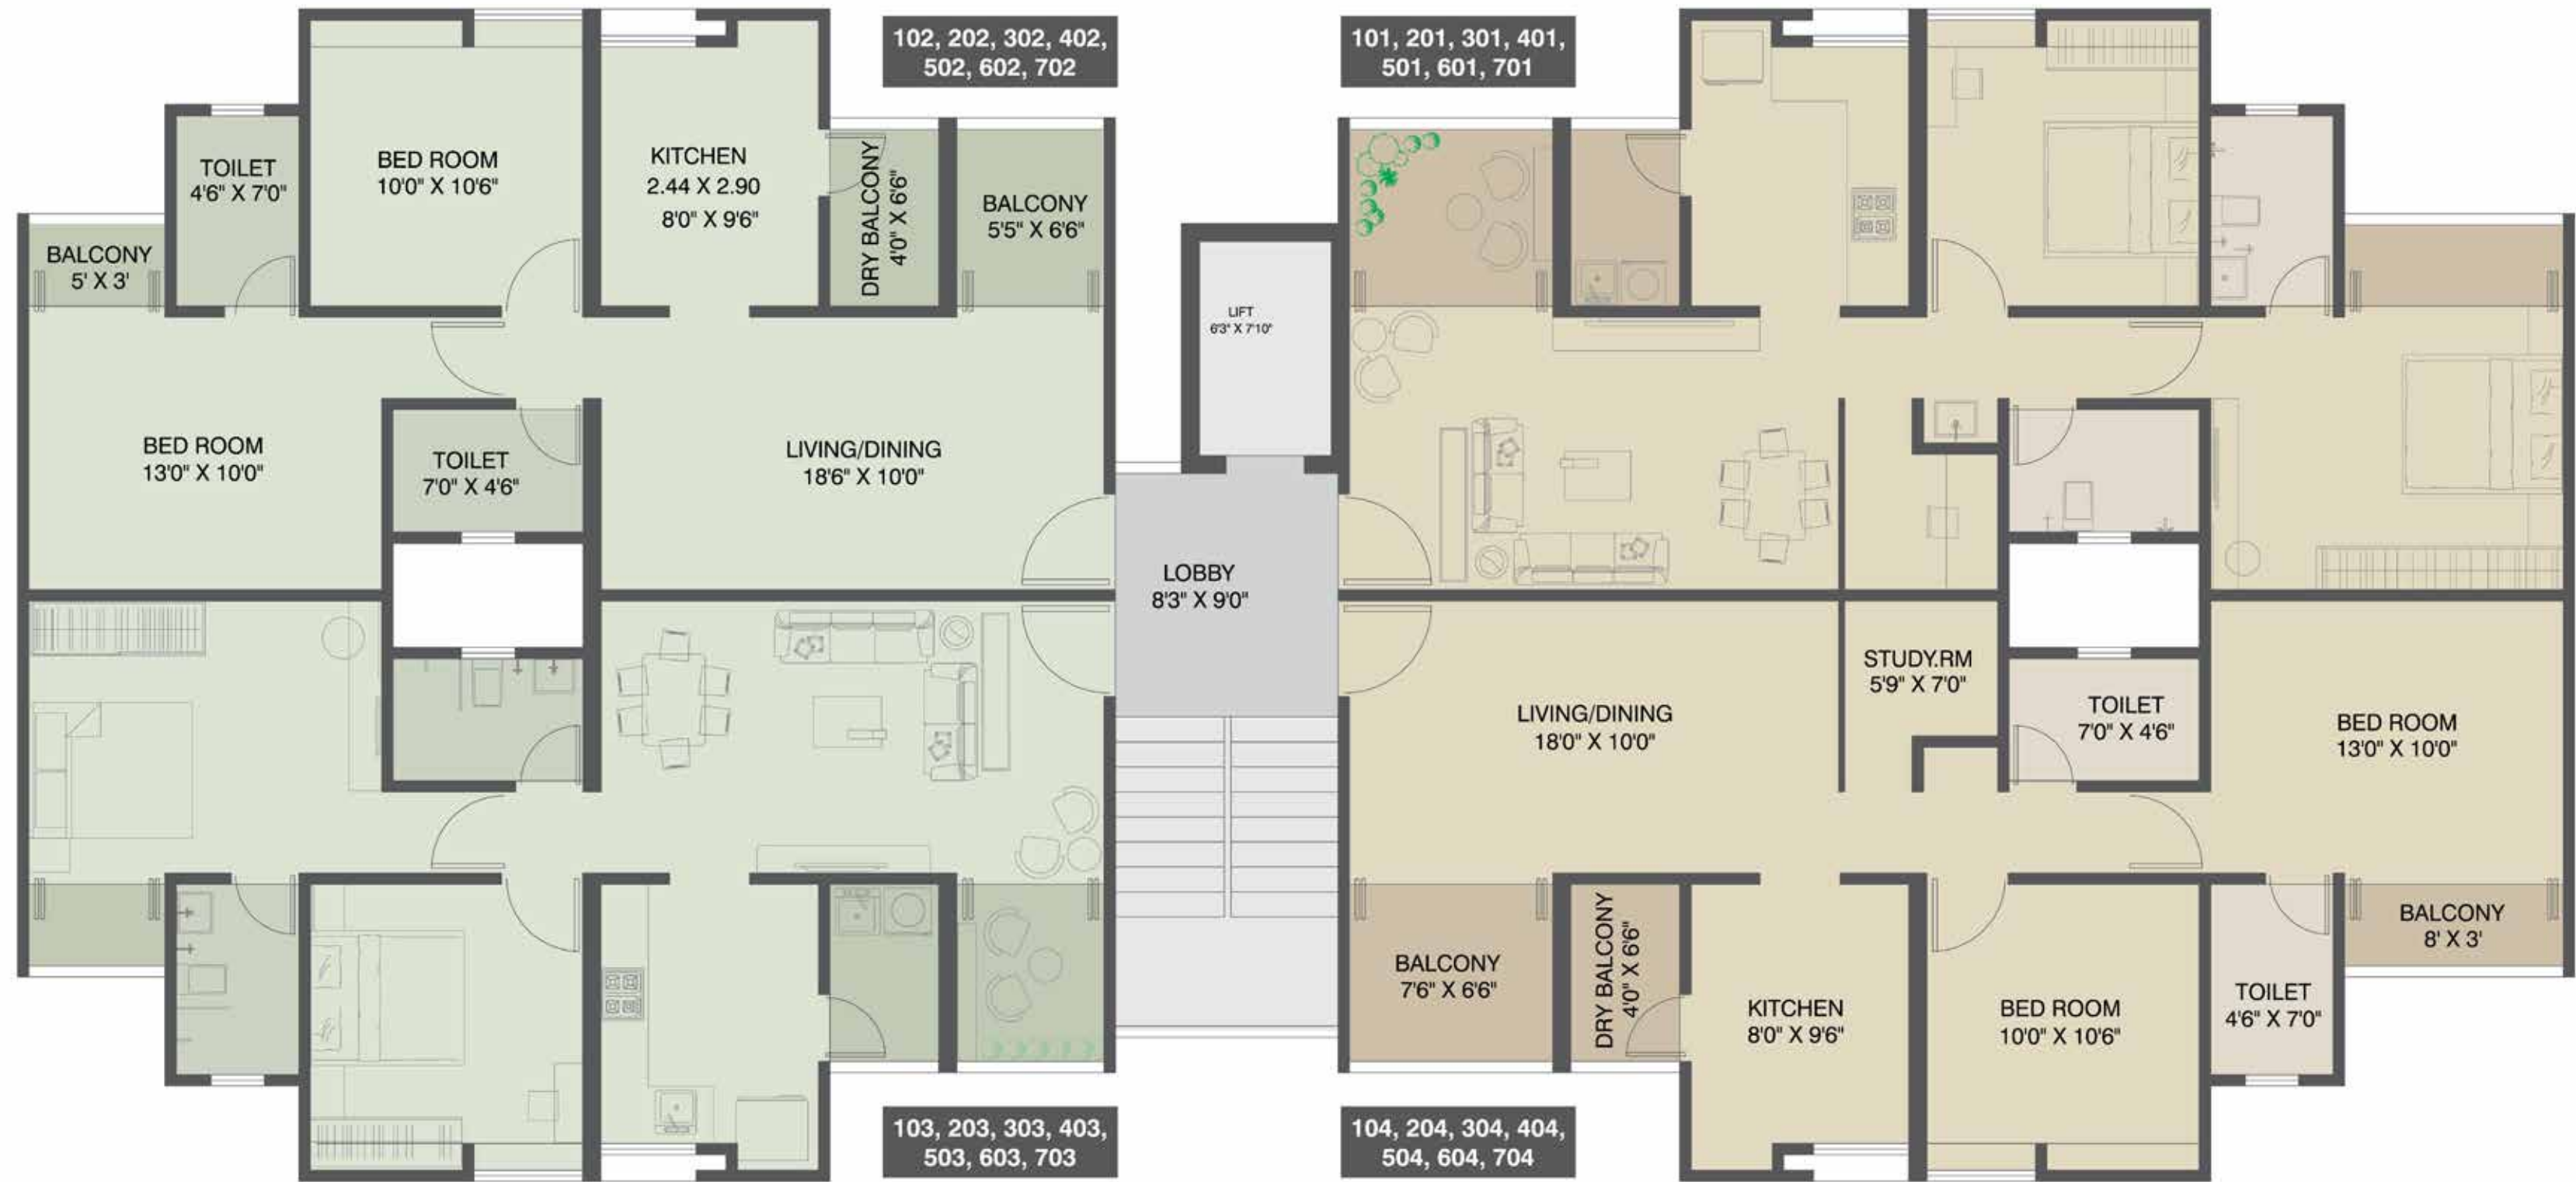 102, 202, 302, 402,
502, 602, 702
101, 201, 301, 401,
501, 601, 701
TOILET
4'6" X 7'0"
BED ROOM
10'0" X 10'6"
KITCHEN
2.44 X 2.90
8'0" X 9'6"
DRY BALCONY
4'0" X 6'6"
BALCONY
5'5" X 6'6"
BALCONY
5' X 3'
LIFT
6'3" X 7'10"
BED ROOM
13'0" X 10'0"
TOILET
7'0" X 4'6"
LIVING/DINING
18'6" X 10'0"
LOBBY
8'3" X 9'0"
STUDY.RM
5'9" X 7'0"
LIVING/DINING
18'0" X 10'0"
TOILET
7'0" X 4'6"
BED ROOM
13'0" X 10'0"
BALCONY
7'6" X 6'6"
DRY BALCONY
4'0" X 6'6"
KITCHEN
8'0" X 9'6"
BED ROOM
10'0" X 10'6"
TOILET
4'6" X 7'0"
BALCONY
8' X 3'
103, 203, 303, 403,
503, 603, 703
104, 204, 304, 404,
504, 604, 704